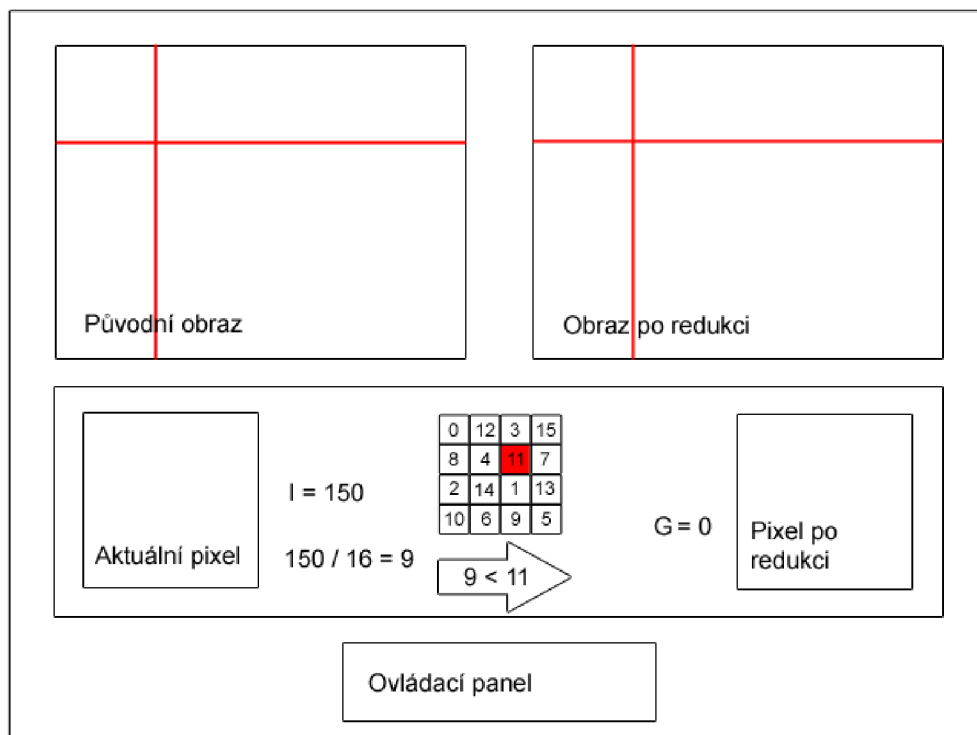 Původní obraz
Obraz po redukci
Aktuální pixel
I = 150
150 / 16 = 9
0 12 3 15
8 4 11 7
2 14 1 13
10 6 9 5
9 < 11
G = 0
Pixel po
redukci
Ovládací panel